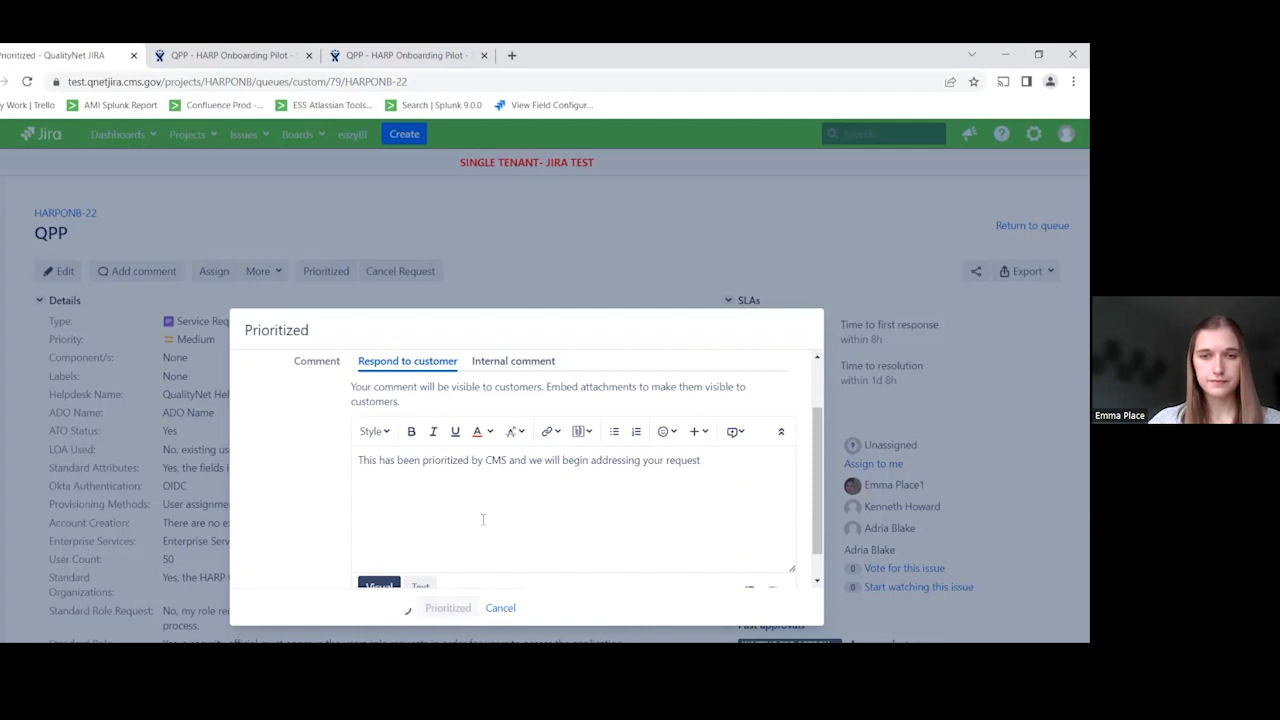 Prioritized - QualityNet JIRA
QPP - HARP Onboarding Pilot -
QPP - HARP Onboarding Pilot -
test.qnetjira.cms.gov/projects/HARPONB/queues/custom/79/HARPONB-22
y Work | Trello
AMI Splunk Report
Confluence Prod -...
ESS Atlassian Tools...
Search | Splunk 9.0.0
View Field Configur...
Jira
Dashboards
Projects
Issues
Boards
eazyBI
Create
Search
SINGLE TENANT- JIRA TEST
HARPONB-22
Return to queue
QPP
Edit
Add comment
Assign
More
Prioritized
Cancel Request
Export
Details
SLAs
Type:
Service Req
Priority:
Medium
Component/s:
None
Labels:
None
Helpdesk Name:
QualityNet Hel
ADO Name:
ADO Name
ATO Status:
Yes
LOA Used:
No, existing us
Standard Attributes:
Yes, the fields i
Okta Authentication:
OIDC
Provisioning Methods:
User assignme
Account Creation:
There are no e
Enterprise Services:
Enterprise Serv
User Count:
50
Standard
Organizations:
Yes, the HARP
Standard Role Request:
No, my role re
process.
Prioritized
Comment
Respond to customer
Internal comment
Your comment will be visible to customers. Embed attachments to make them visible to
customers.
Style
B
I
U
A
This has been prioritized by CMS and we will begin addressing your request
Visual
Text
Prioritized
Cancel
Time to first response
within 8h
Time to resolution
within 1d 8h
Unassigned
Assign to me
Emma Place1
Kenneth Howard
Adria Blake
Adria Blake
0 Vote for this issue
0 Start watching this issue
Past approvals
Emma Place